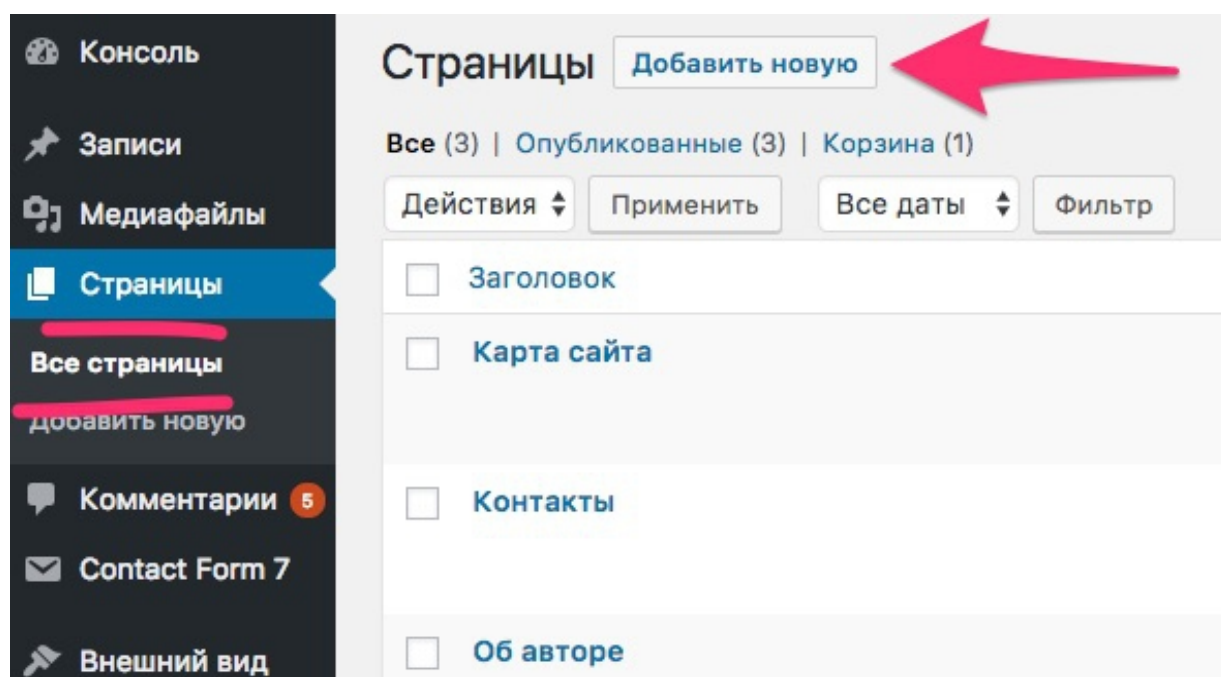 Консоль
Записи
Медиафайлы
Страницы
Все страницы
Добавить новую
Комментарии 5
Contact Form 7
Внешний вид
Страницы Добавить новую
Все (3) | Опубликованные (3) | Корзина (1)
Действия Применить Все даты Фильтр
Заголовок
Карта сайта
Контакты
Об авторе